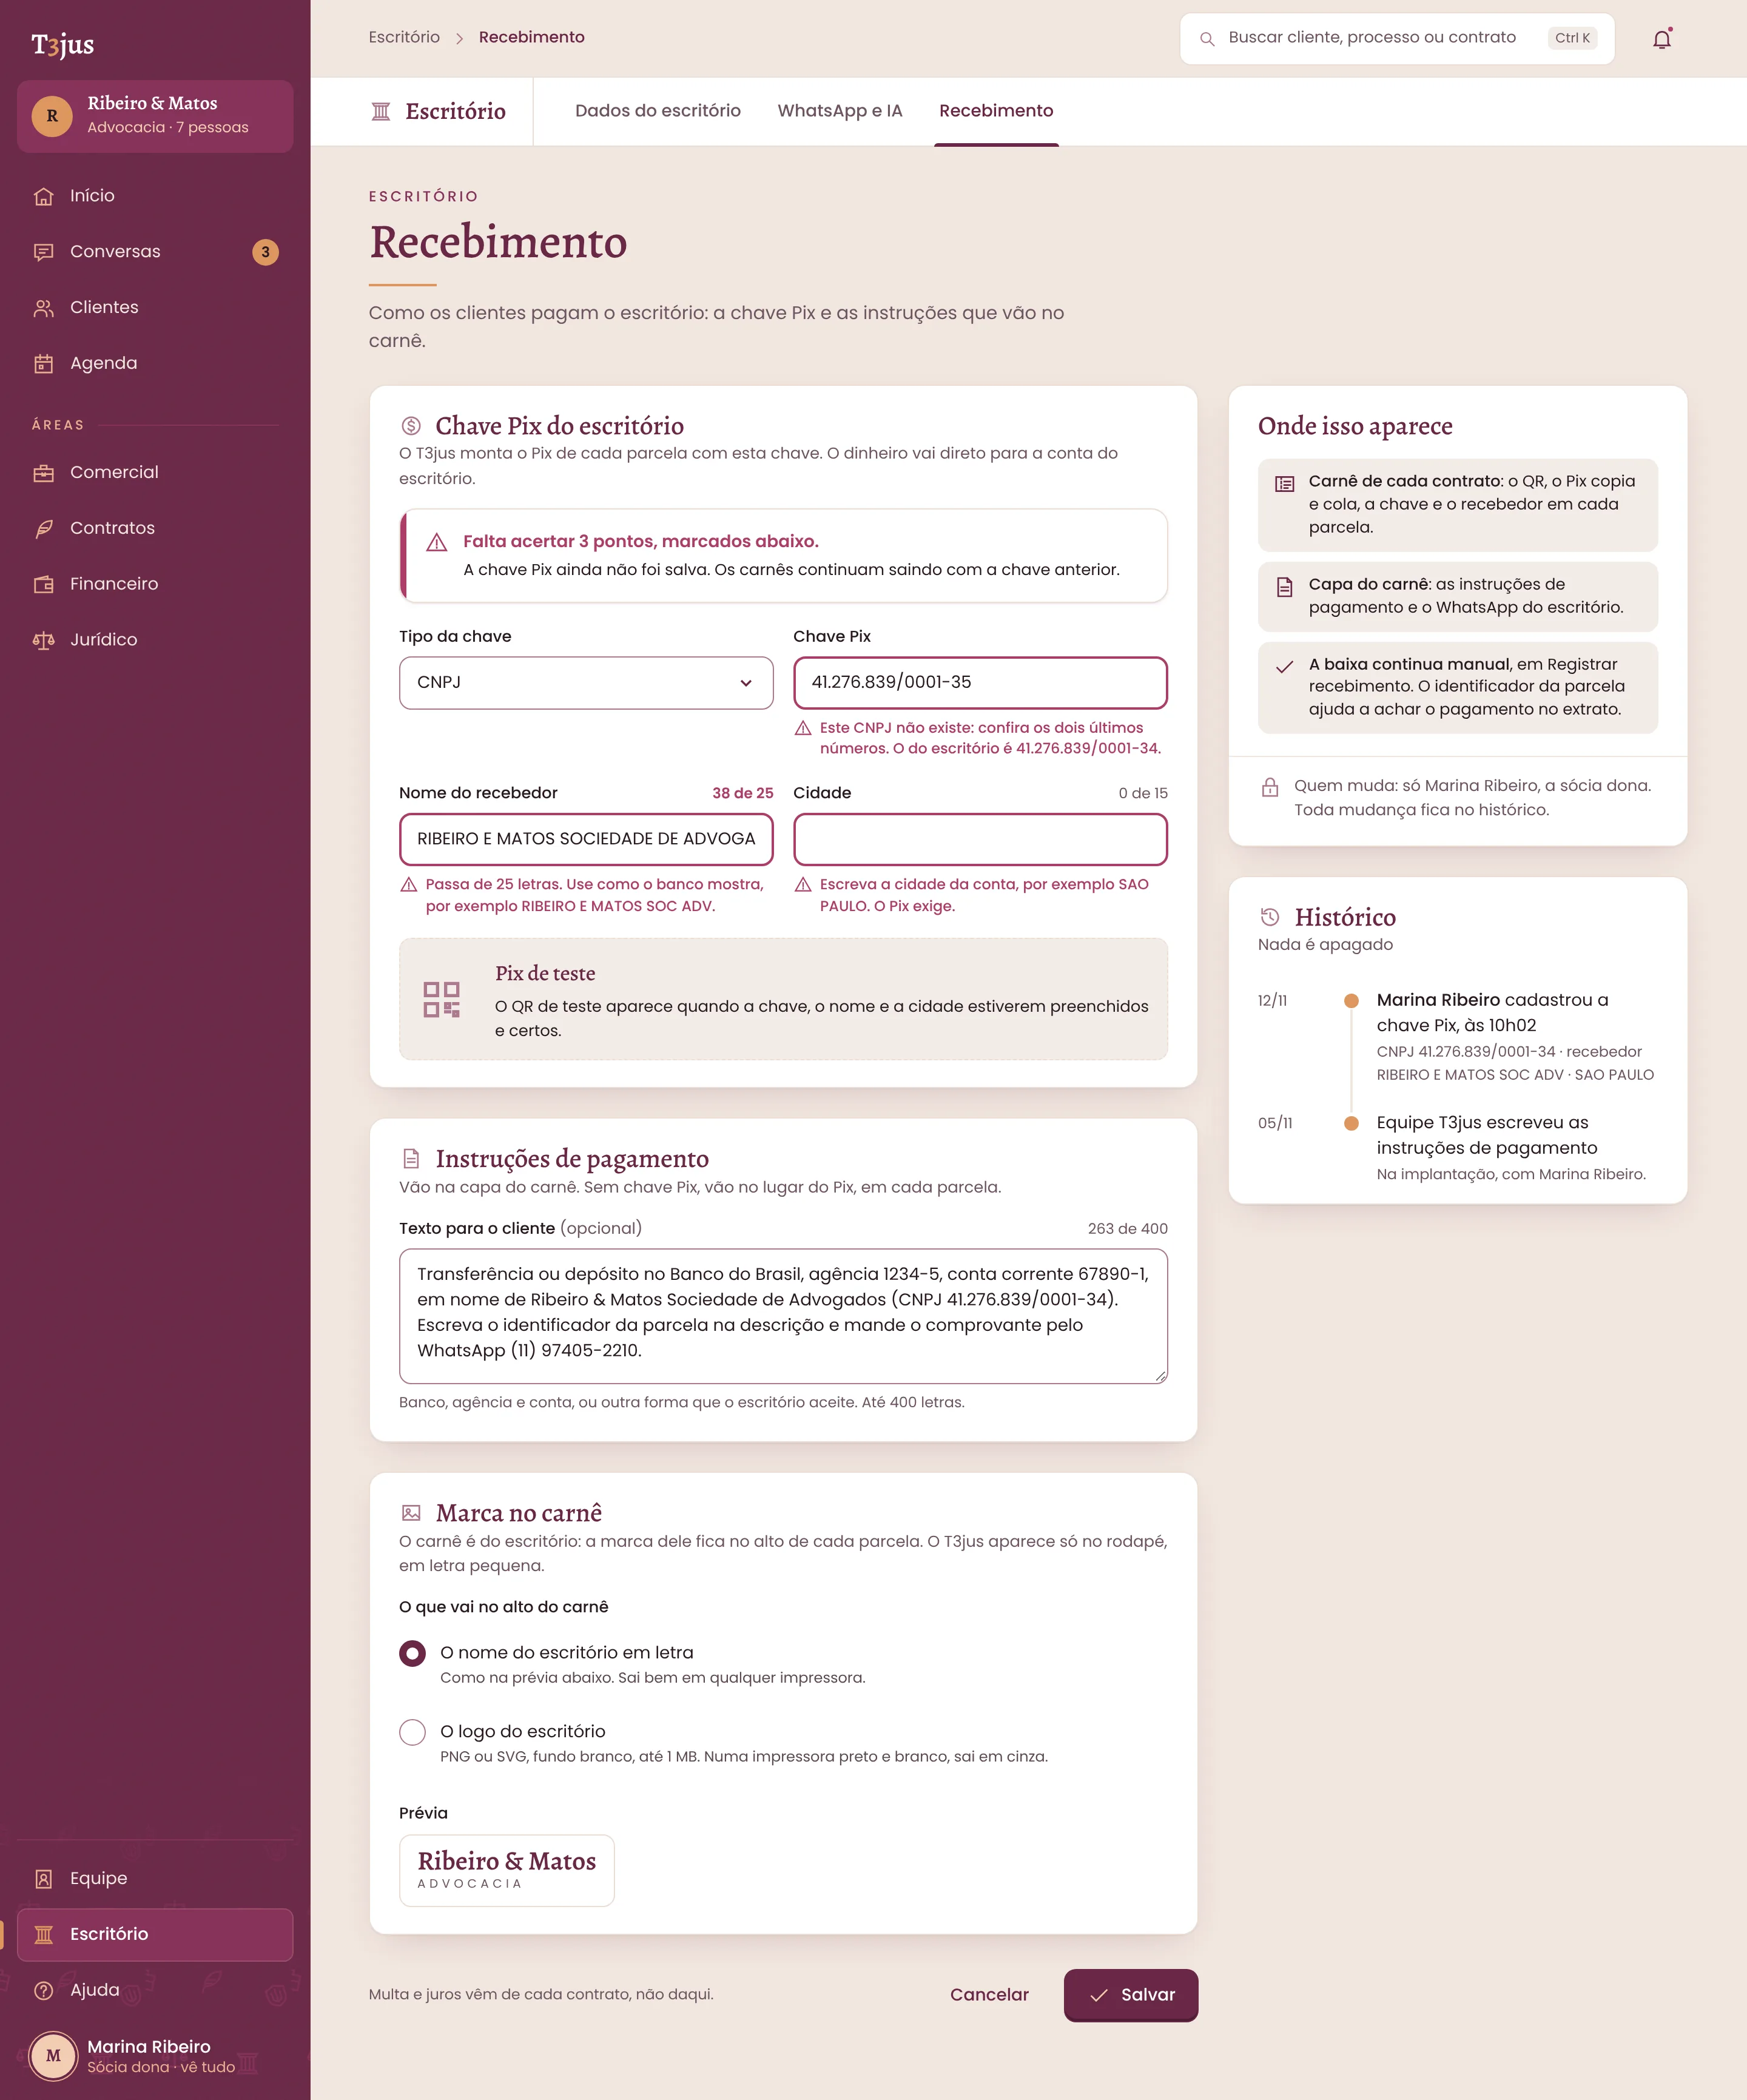 T3jus
R
Ribeiro & Matos
Advocacia · 7 pessoas
Início
Conversas
3
Clientes
Agenda
ÁREAS
Comercial
Contratos
Financeiro
Jurídico
Equipe
Escritório
Ajuda
M
Marina Ribeiro
Sócia dona · vê tudo
Escritório
Recebimento
Buscar cliente, processo ou contrato
Ctrl K
Escritório
Dados do escritório
WhatsApp e IA
Recebimento
ESCRITÓRIO
Recebimento
Como os clientes pagam o escritório: a chave Pix e as instruções que vão no
carnê.
Chave Pix do escritório
O T3jus monta o Pix de cada parcela com esta chave. O dinheiro vai direto para a conta do
escritório.
Falta acertar 3 pontos, marcados abaixo.
A chave Pix ainda não foi salva. Os carnês continuam saindo com a chave anterior.
Tipo da chave
CNPJ
Chave Pix
41.276.839/0001-35
Este CNPJ não existe: confira os dois últimos
números. O do escritório é 41.276.839/0001-34.
Nome do recebedor
38 de 25
RIBEIRO E MATOS SOCIEDADE DE ADVOGA
Passa de 25 letras. Use como o banco mostra,
por exemplo RIBEIRO E MATOS SOC ADV.
Cidade
0 de 15
Escreva a cidade da conta, por exemplo SAO
PAULO. O Pix exige.
Pix de teste
O QR de teste aparece quando a chave, o nome e a cidade estiverem preenchidos
e certos.
Instruções de pagamento
Vão na capa do carnê. Sem chave Pix, vão no lugar do Pix, em cada parcela.
Texto para o cliente (opcional)
263 de 400
Transferência ou depósito no Banco do Brasil, agência 1234-5, conta corrente 67890-1,
em nome de Ribeiro & Matos Sociedade de Advogados (CNPJ 41.276.839/0001-34).
Escreva o identificador da parcela na descrição e mande o comprovante pelo
WhatsApp (11) 97405-2210.
Banco, agência e conta, ou outra forma que o escritório aceite. Até 400 letras.
Marca no carnê
O carnê é do escritório: a marca dele fica no alto de cada parcela. O T3jus aparece só no rodapé,
em letra pequena.
O que vai no alto do carnê
O nome do escritório em letra
Como na prévia abaixo. Sai bem em qualquer impressora.
O logo do escritório
PNG ou SVG, fundo branco, até 1 MB. Numa impressora preto e branco, sai em cinza.
Prévia
Ribeiro & Matos
ADVOCACIA
Multa e juros vêm de cada contrato, não daqui.
Cancelar
Salvar
Onde isso aparece
Carnê de cada contrato: o QR, o Pix copia
e cola, a chave e o recebedor em cada
parcela.
Capa do carnê: as instruções de
pagamento e o WhatsApp do escritório.
A baixa continua manual, em Registrar
recebimento. O identificador da parcela
ajuda a achar o pagamento no extrato.
Quem muda: só Marina Ribeiro, a sócia dona.
Toda mudança fica no histórico.
Histórico
Nada é apagado
12/11
Marina Ribeiro cadastrou a
chave Pix, às 10h02
CNPJ 41.276.839/0001-34 · recebedor
RIBEIRO E MATOS SOC ADV · SAO PAULO
05/11
Equipe T3jus escreveu as
instruções de pagamento
Na implantação, com Marina Ribeiro.